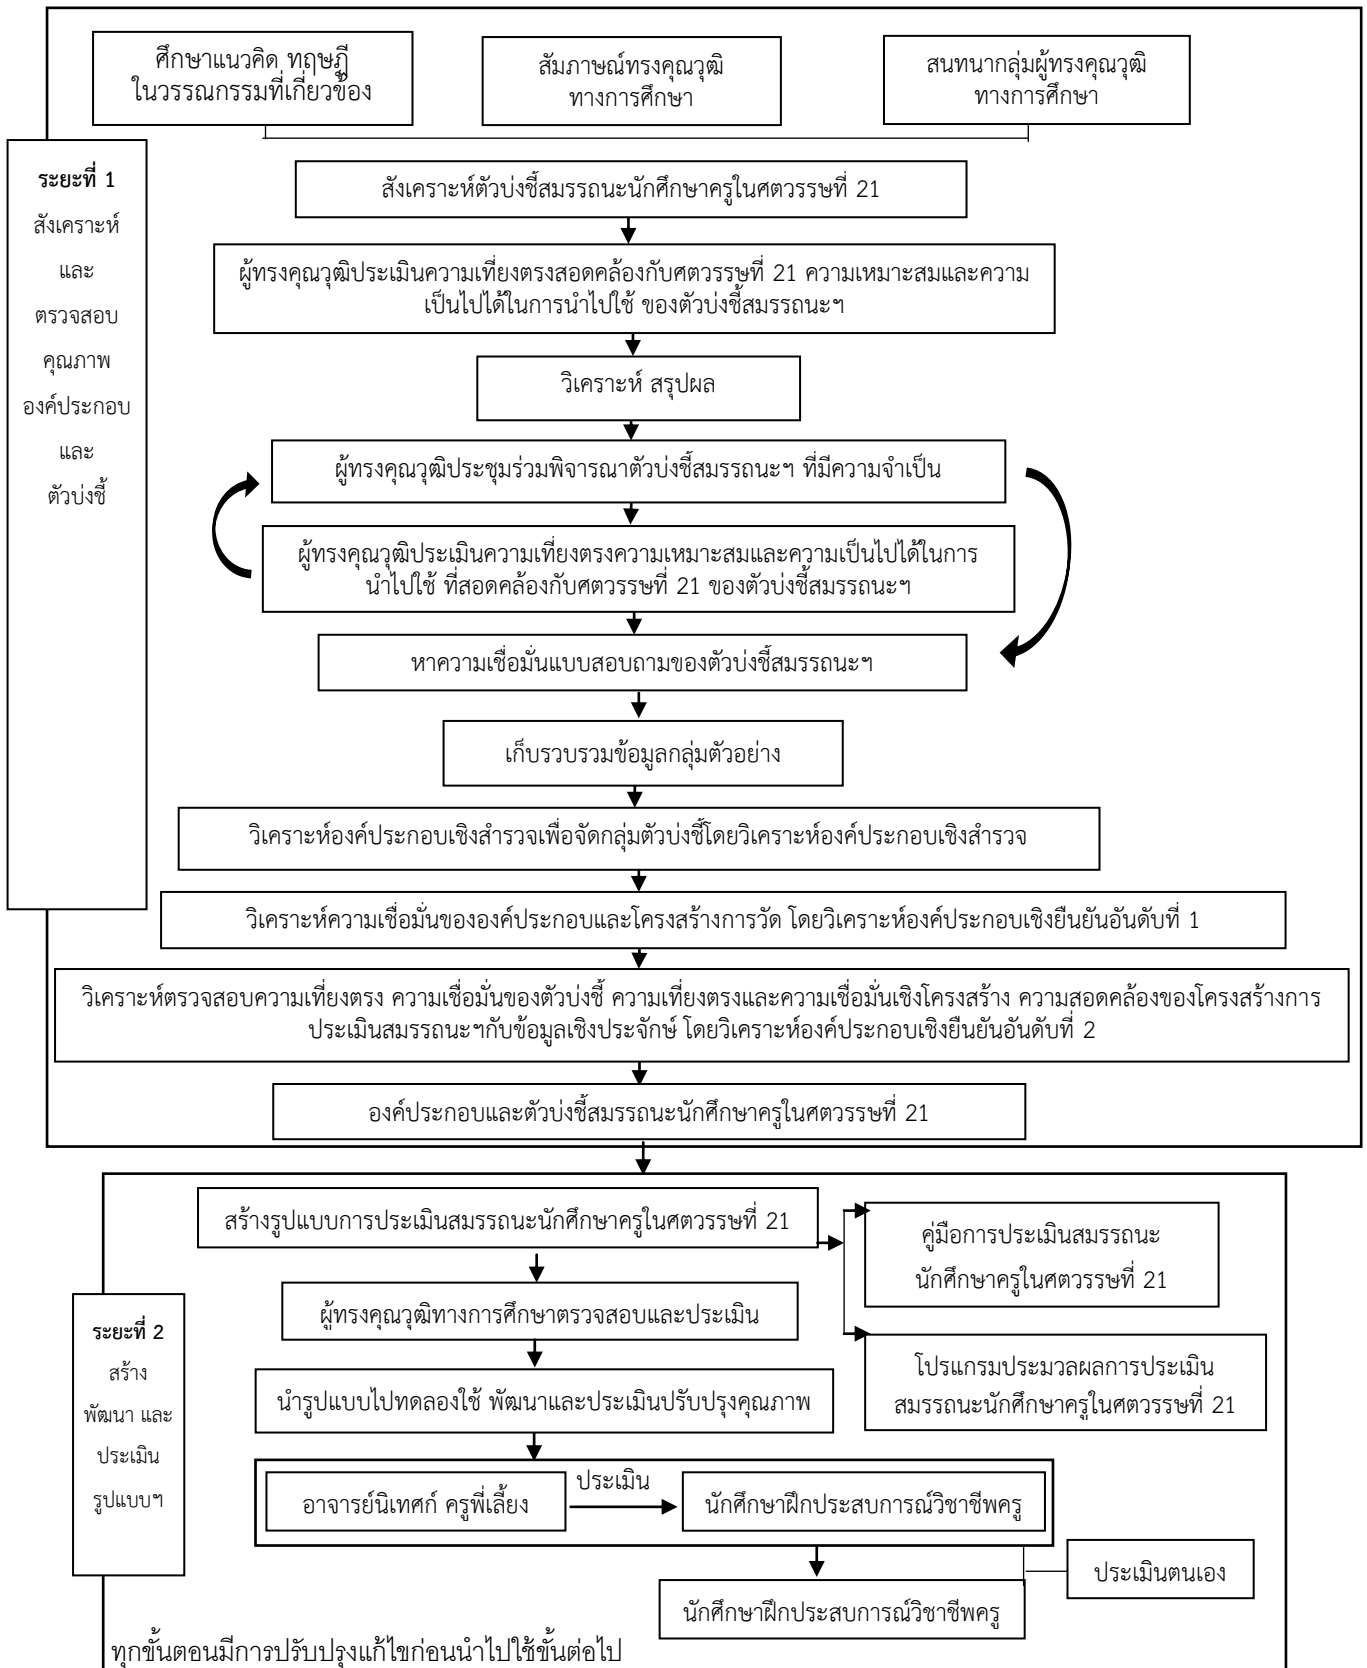 ศึกษาแนวคิด ทฤษฎี
ในวรรณกรรมที่เกี่ยวข้อง
สัมภาษณ์ทรงคุณวุฒิ
ทางการศึกษา
สนทนากลุ่มผู้ทรงคุณวุฒิ
ทางการศึกษา
ระยะที่ 1
สังเคราะห์
และ
ตรวจสอบ
คุณภาพ
องค์ประกอบ
และ
ตัวบ่งชี้
สังเคราะห์ตัวบ่งชี้สมรรถนะนักศึกษาครูในศตวรรษที่ 21
ผู้ทรงคุณวุฒิประเมินความเที่ยงตรงสอดคล้องกับศตวรรษที่ 21 ความเหมาะสมและความ
เป็นไปได้ในการนำไปใช้ ของตัวบ่งชี้สมรรถนะฯ
วิเคราะห์ สรุปผล
ผู้ทรงคุณวุฒิประชุมร่วมพิจารณาตัวบ่งชี้สมรรถนะฯ ที่มีความจำเป็น
ผู้ทรงคุณวุฒิประเมินความเที่ยงตรงความเหมาะสมและความเป็นไปได้ในการ
นำไปใช้ ที่สอดคล้องกับศตวรรษที่ 21 ของตัวบ่งชี้สมรรถนะฯ
หาความเชื่อมั่นแบบสอบถามของตัวบ่งชี้สมรรถนะฯ
เก็บรวบรวมข้อมูลกลุ่มตัวอย่าง
วิเคราะห์องค์ประกอบเชิงสำรวจเพื่อจัดกลุ่มตัวบ่งชี้โดยวิเคราะห์องค์ประกอบเชิงสำรวจ
วิเคราะห์ความเชื่อมั่นขององค์ประกอบและโครงสร้างการวัด โดยวิเคราะห์องค์ประกอบเชิงยืนยันอันดับที่ 1
วิเคราะห์ตรวจสอบความเที่ยงตรง ความเชื่อมั่นของตัวบ่งชี้ ความเที่ยงตรงและความเชื่อมั่นเชิงโครงสร้าง ความสอดคล้องของโครงสร้างการ
ประเมินสมรรถนะฯกับข้อมูลเชิงประจักษ์ โดยวิเคราะห์องค์ประกอบเชิงยืนยันอันดับที่ 2
องค์ประกอบและตัวบ่งชี้สมรรถนะนักศึกษาครูในศตวรรษที่ 21
ระยะที่ 2
สร้าง
พัฒนา และ
ประเมิน
รูปแบบฯ
สร้างรูปแบบการประเมินสมรรถนะนักศึกษาครูในศตวรรษที่ 21
คู่มือการประเมินสมรรถนะ
นักศึกษาครูในศตวรรษที่ 21
ผู้ทรงคุณวุฒิทางการศึกษาตรวจสอบและประเมิน
โปรแกรมประมวลผลการประเมิน
สมรรถนะนักศึกษาครูในศตวรรษที่ 21
นำรูปแบบไปทดลองใช้ พัฒนาและประเมินปรับปรุงคุณภาพ
อาจารย์นิเทศก์ ครูพี่เลี้ยง
ประเมิน
นักศึกษาฝึกประสบการณ์วิชาชีพครู
ประเมินตนเอง
นักศึกษาฝึกประสบการณ์วิชาชีพครู
ทุกขั้นตอนมีการปรับปรุงแก้ไขก่อนนำไปใช้ขั้นต่อไป